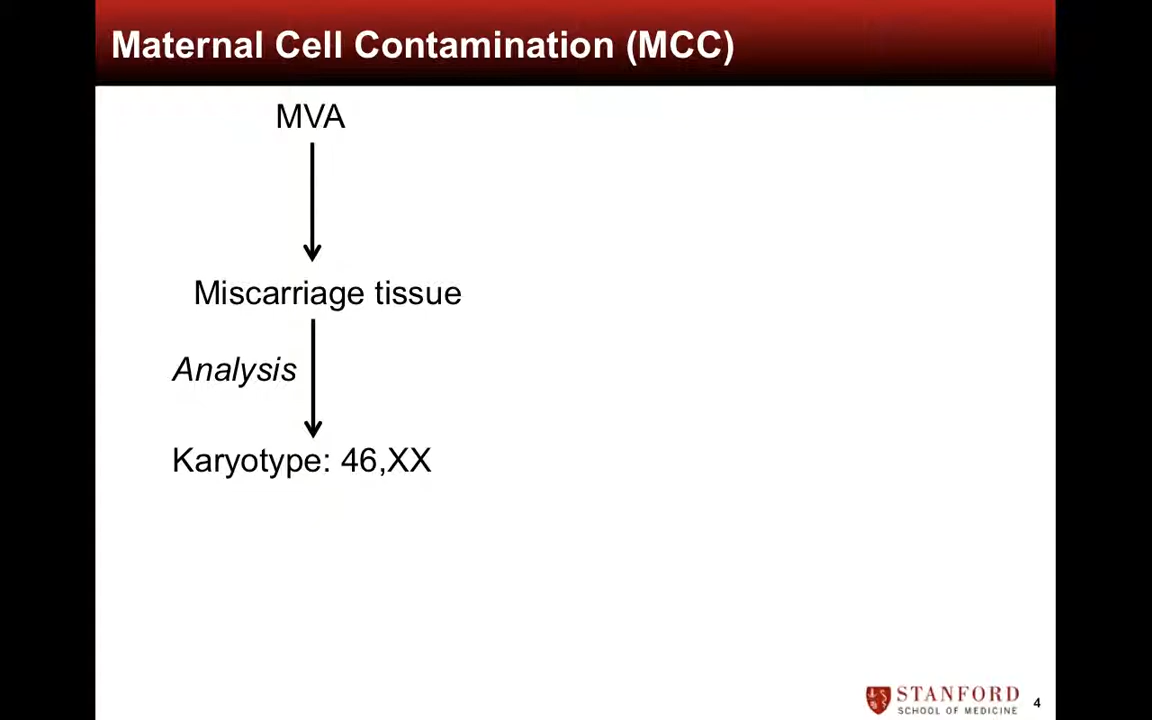 Maternal Cell Contamination (MCC)
MVA
Miscarriage tissue
Analysis
Karyotype: 46,XX
STANFORD
SCHOOL OF MEDICINE
4